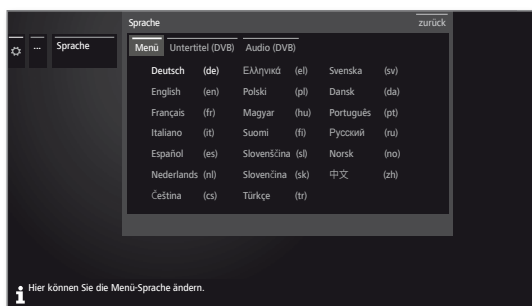 Sprache zurück
... Sprache
Menü Untertitel (DVB) Audio (DVB)
Deutsch (de) Ελληνικά (el) Svenska (sv)
English (en) Polski (pl) Dansk (da)
Français (fr) Magyar (hu) Português (pt)
Italiano (it) Suomi (fi) Русский (ru)
Español (es) Slovenščina (sl) Norsk (no)
Nederlands (nl) Slovenčina (sk) 中文 (zh)
Čeština (cs) Türkçe (tr)
i Hier können Sie die Menü-Sprache ändern.